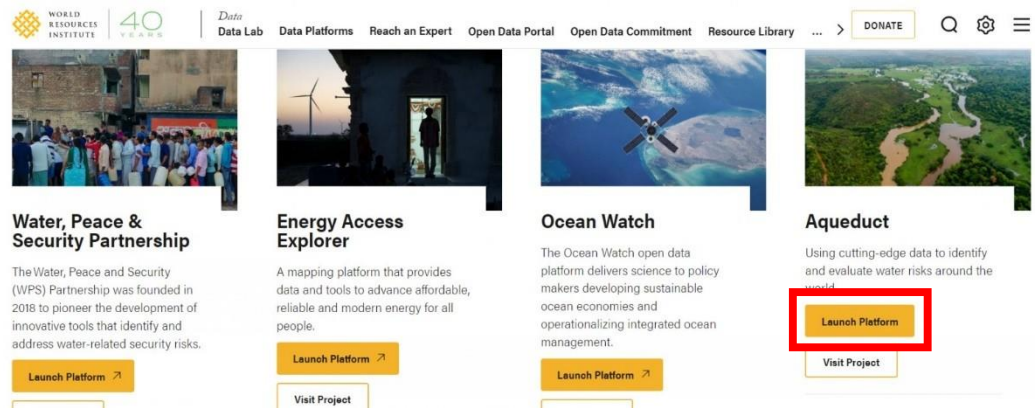 WORLD
RESOURCES
INSTITUTE
40
YEARS
Data
Data Lab Data Platforms Reach an Expert Open Data Portal Open Data Commitment Resource Library ... > DONATE
Water, Peace &
Security Partnership
The Water, Peace and Security
(WPS) Partnership was founded in
2018 to pioneer the development of
innovative tools that identify and
address water-related security risks.
Launch Platform ↗
Energy Access
Explorer
A mapping platform that provides
data and tools to advance affordable,
reliable and modern energy for all
people.
Launch Platform ↗
Visit Project
Ocean Watch
The Ocean Watch open data
platform delivers science to policy
makers developing sustainable
ocean economies and
operationalizing integrated ocean
management.
Launch Platform ↗
Aqueduct
Using cutting-edge data to identify
and evaluate water risks around the
world
Launch Platform
Visit Project